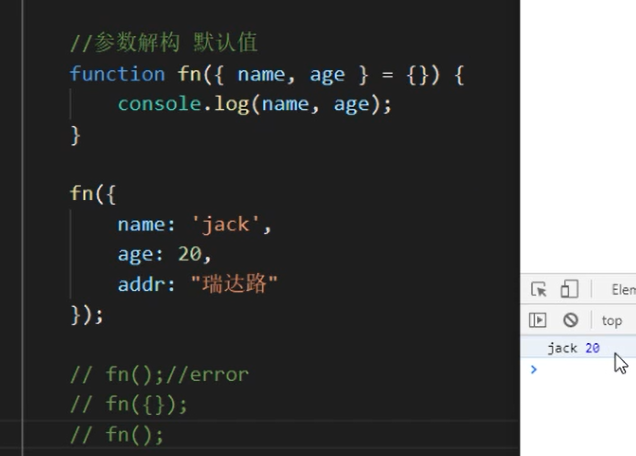 //参数解构 默认值
function fn({ name, age } = {}) {
console.log(name, age);
}
fn({
name: 'jack',
age: 20,
addr: "瑞达路"
});
// fn();//error
// fn({});
// fn();
Elem
top
jack 20